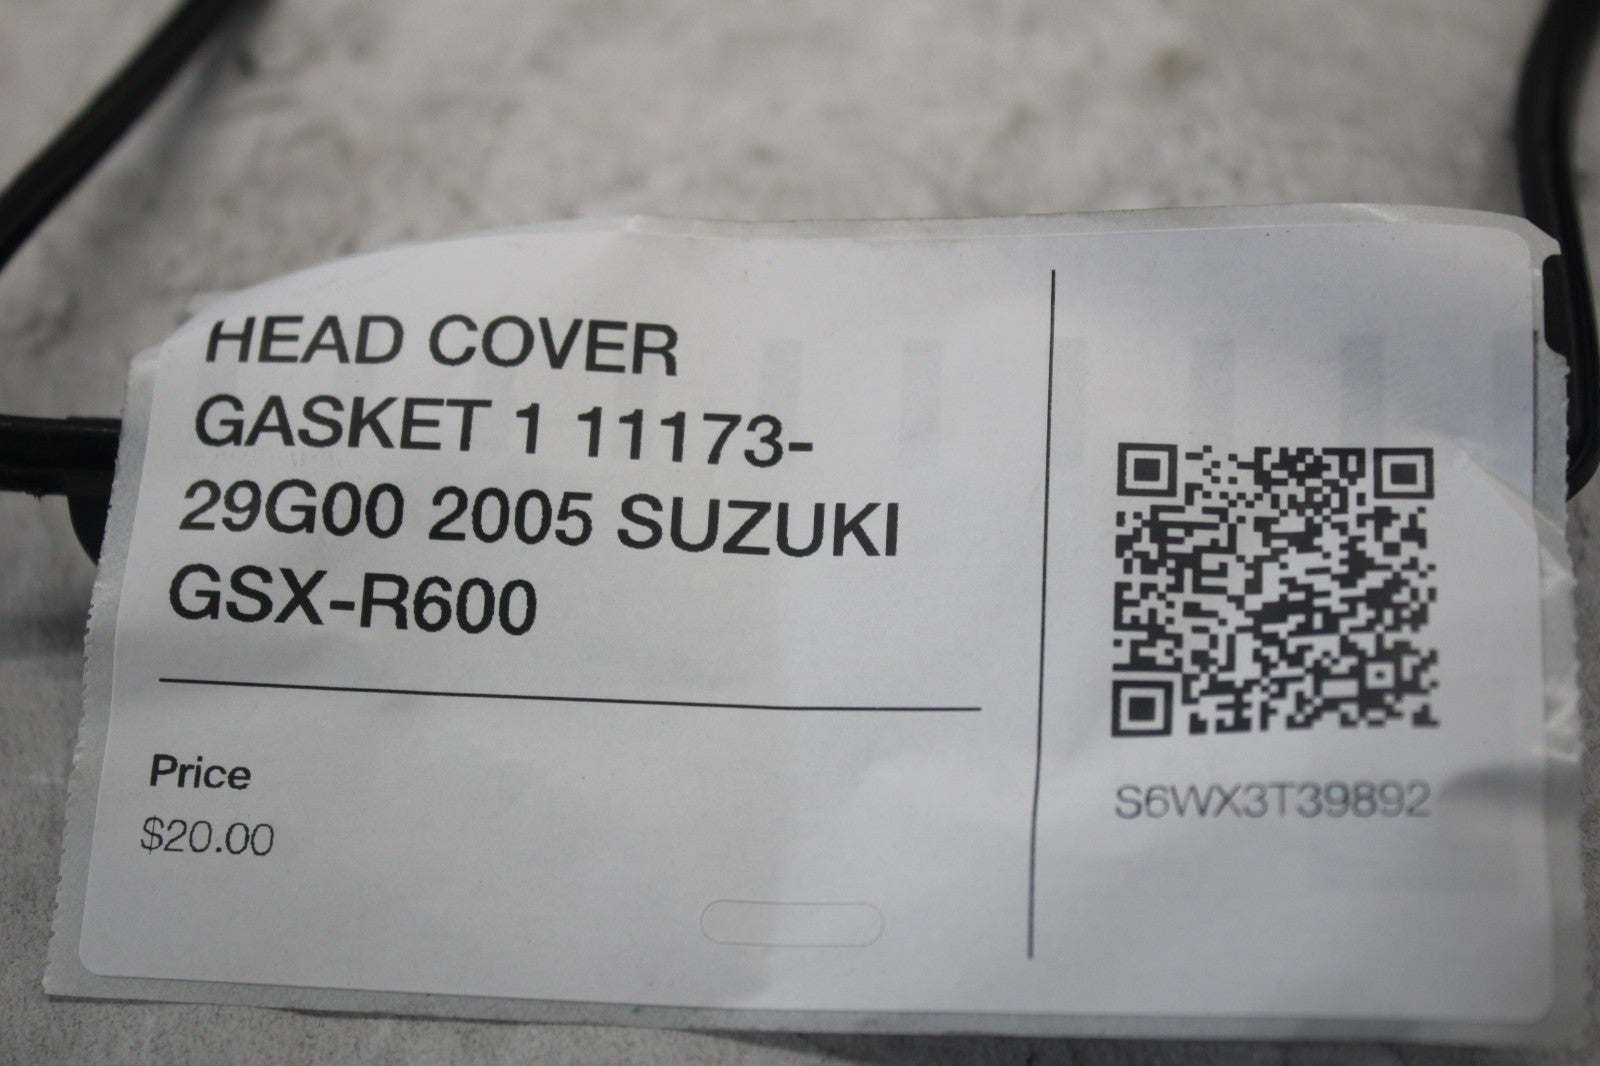 HEAD COVER
GASKET 1 11173-
29G00 2005 SUZUKI
GSX-R600
Price
$20.00
S6WX3T39892